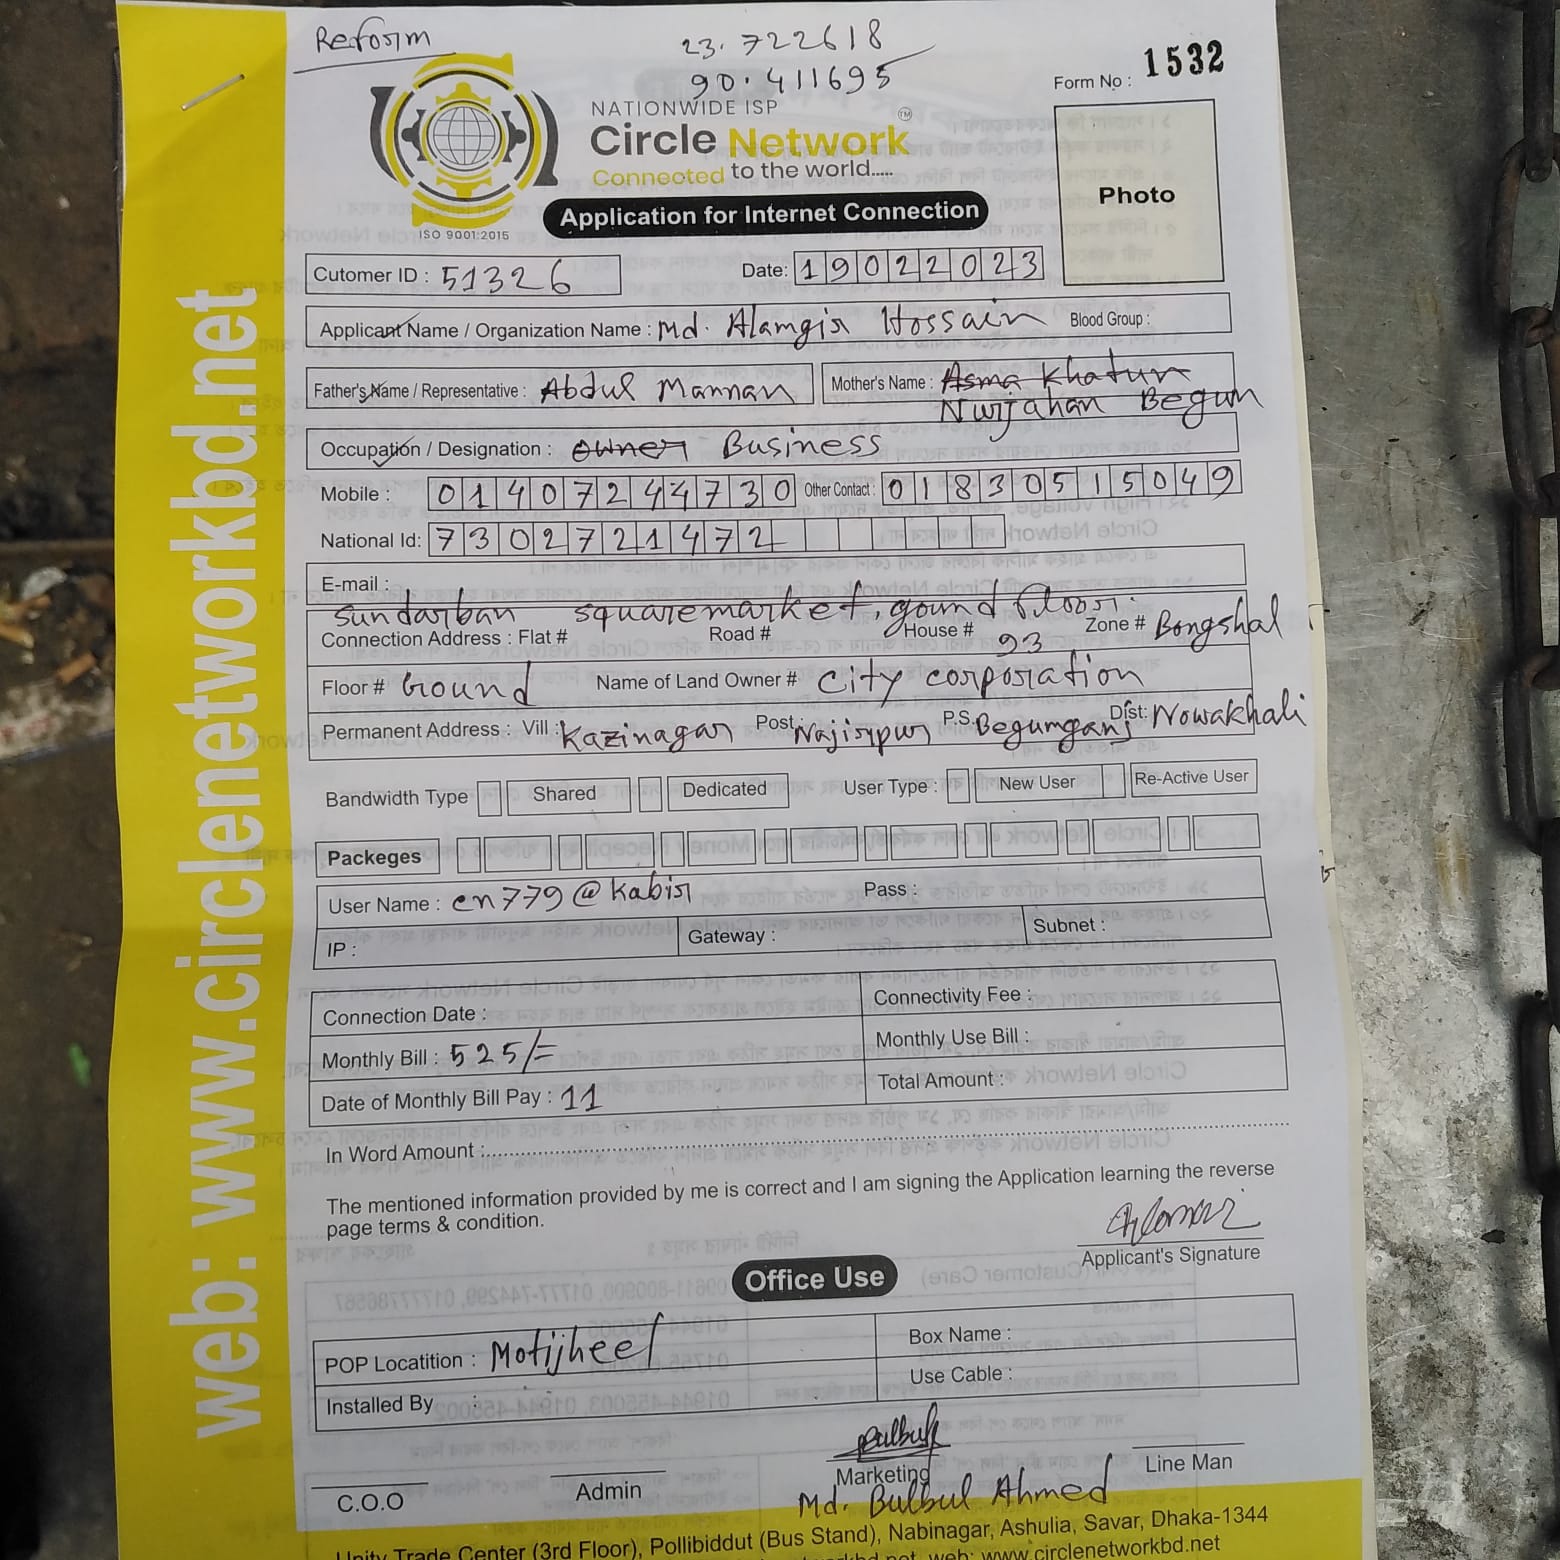 Reform
23.722618
90.411695
Form No : 1532
NATIONWIDE ISP
Circle Network TM
Connected to the world.....
ISO 9001:2015
Photo
Application for Internet Connection
Cutomer ID : 51326
Date: 19022023
Applicant Name / Organization Name : Md. Alamgir Hossain Blood Group :
Father's Name / Representative : Abdul Mannan Mother's Name : Asma Khatun
Nurjahan Begum
Occupation / Designation : owner Business
Mobile : 01407244730 Other Contact : 01830515049
National Id: 7302721472
E-mail :
Sundarban squaremarket, gound floor.
Connection Address : Flat # Road # House # 93 Zone # Bongshal
Floor # Gound Name of Land Owner # City corporation
Permanent Address : Vill : Kazinagar Post : Najirpur P.S. Begumganj Dist: Nowakhali
Bandwidth Type Shared Dedicated User Type : New User Re-Active User
Packeges
User Name : cn779@kabir Pass :
IP : Gateway : Subnet :
Connection Date : Connectivity Fee :
Monthly Bill : 525/= Monthly Use Bill :
Date of Monthly Bill Pay : 11 Total Amount :
In Word Amount :
The mentioned information provided by me is correct and I am signing the Application learning the reverse
page terms & condition.
Applicant's Signature
Office Use
POP Locatition : Motijheel Box Name :
Installed By : Use Cable :
Bulbul
C.O.O Admin Marketing Line Man
Md. Bulbul Ahmed
Unity Trade Center (3rd Floor), Pollibiddut (Bus Stand), Nabinagar, Ashulia, Savar, Dhaka-1344
web: www.circlenetworkbd.net
web: www.circlenetworkbd.net